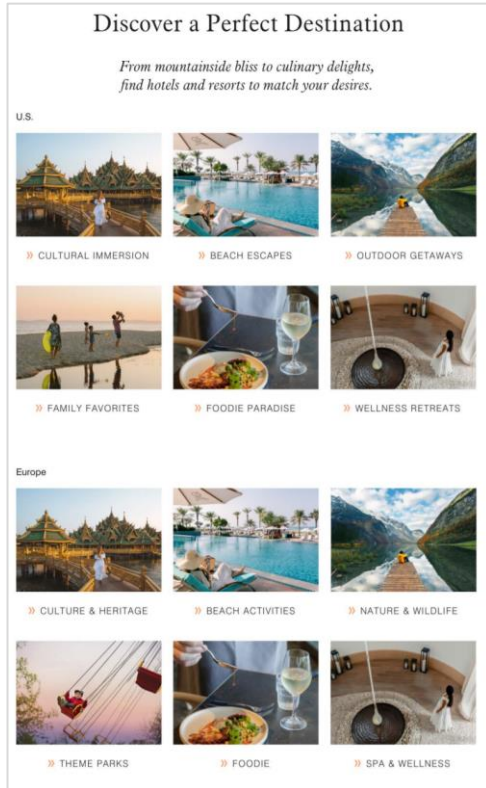 Discover a Perfect Destination
From mountainside bliss to culinary delights,
find hotels and resorts to match your desires.
U.S.
» CULTURAL IMMERSION
» BEACH ESCAPES
» OUTDOOR GETAWAYS
» FAMILY FAVORITES
» FOODIE PARADISE
» WELLNESS RETREATS
Europe
» CULTURE & HERITAGE
» BEACH ACTIVITIES
» NATURE & WILDLIFE
» THEME PARKS
» FOODIE
» SPA & WELLNESS